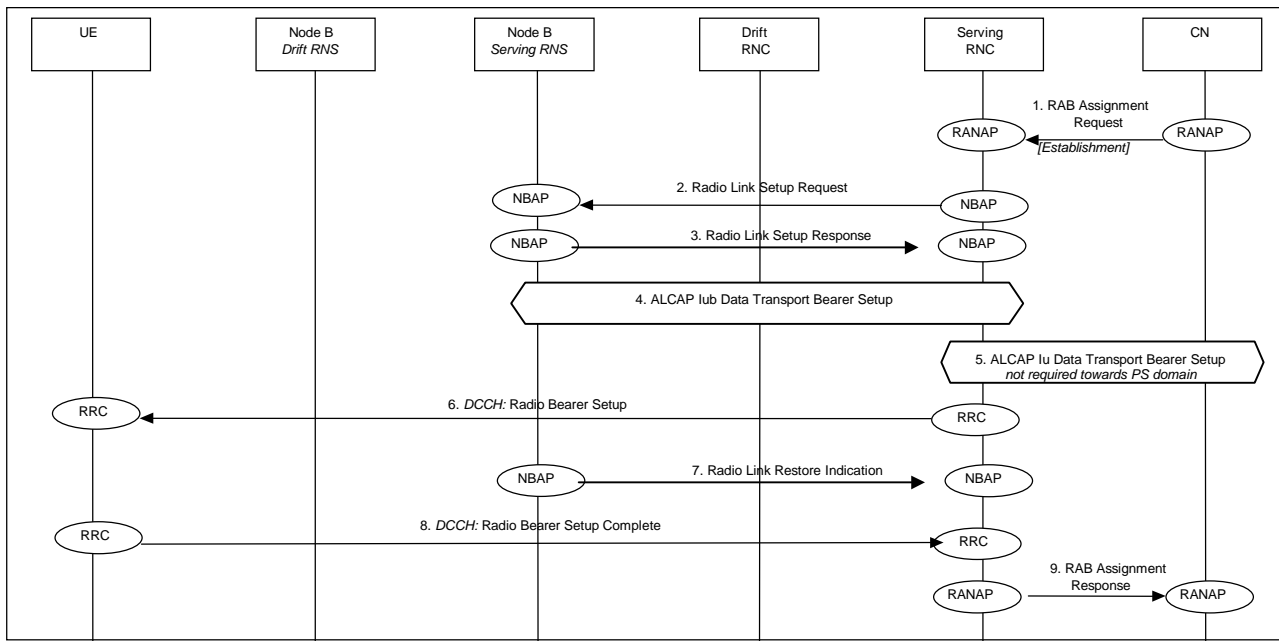 UE
Node B
Drift RNS
Node B
Serving RNS
Drift
RNC
Serving
RNC
CN
1. RAB Assignment
Request
[Establishment]
RANAP
RANAP
2. Radio Link Setup Request
NBAP
NBAP
3. Radio Link Setup Response
NBAP
NBAP
4. ALCAP Iub Data Transport Bearer Setup
5. ALCAP Iu Data Transport Bearer Setup
not required towards PS domain
6. DCCH: Radio Bearer Setup
RRC
RRC
7. Radio Link Restore Indication
NBAP
NBAP
8. DCCH: Radio Bearer Setup Complete
RRC
RRC
9. RAB Assignment
Response
RANAP
RANAP